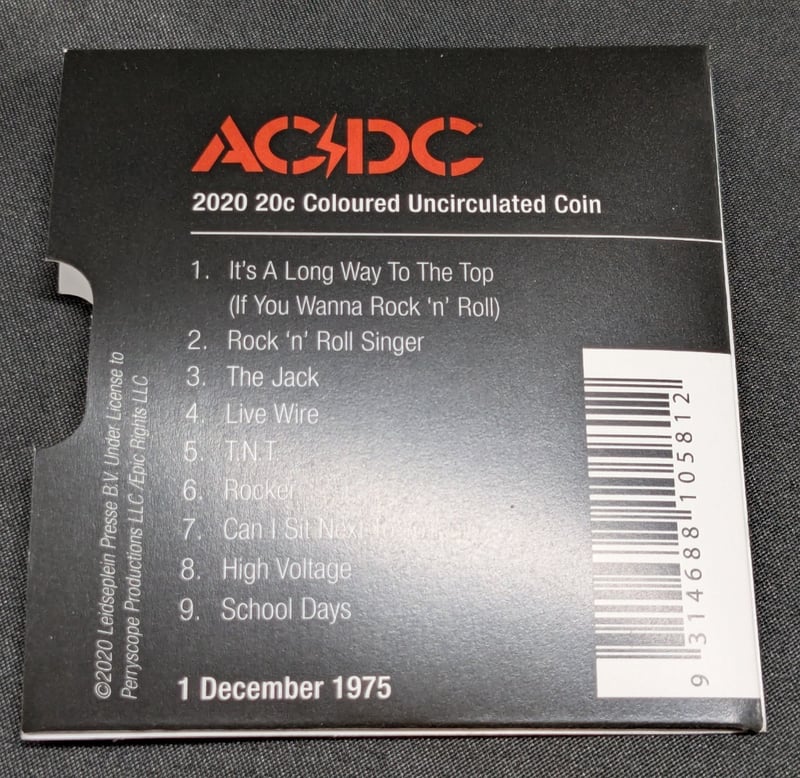 AC⚡DC
2020 20c Coloured Uncirculated Coin
1. It's A Long Way To The Top
(If You Wanna Rock 'n' Roll)
2. Rock 'n' Roll Singer
3. The Jack
4. Live Wire
5. T.N.T.
6. Rocker
7. Can I Sit Next
8. High Voltage
9. School Days
1 December 1975
©2020 Leidseplein Presse B.V. Under License to
Perryscope Productions LLC /Epic Rights LLC
9 314688 105812